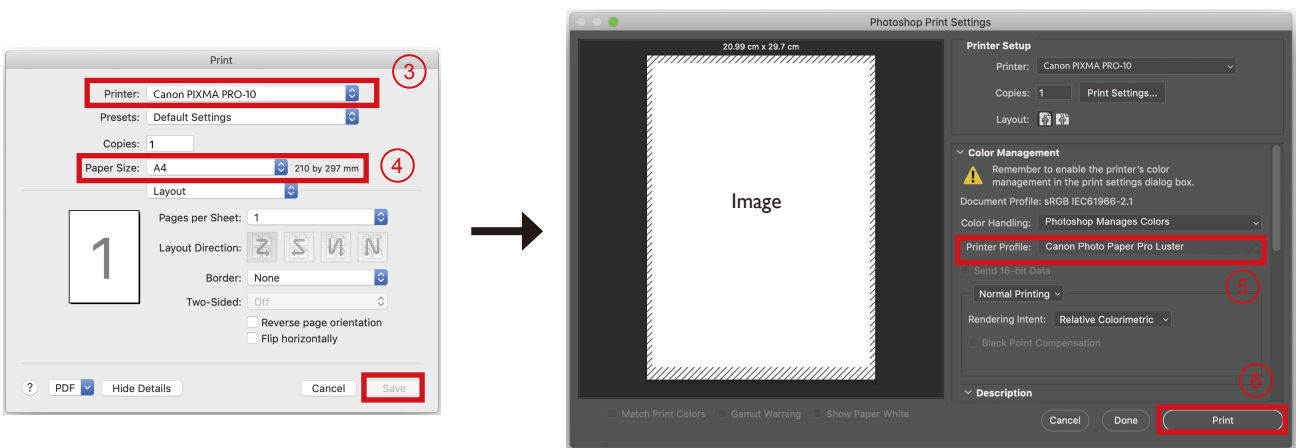 Print
3
Printer: Canon PIXMA PRO-10
Presets: Default Settings
Copies: 1
Paper Size: A4 210 by 297 mm
4
Layout
1
Pages per Sheet: 1
Layout Direction:
Border: None
Two-Sided: Off
Reverse page orientation
Flip horizontally
? PDF Hide Details Cancel Save
Photoshop Print Settings
20.99 cm x 29.7 cm
Image
Match Print Colors Gamut Warning Show Paper White
Printer Setup
Printer: Canon PIXMA PRO-10
Copies: 1 Print Settings...
Layout:
Color Management
Remember to enable the printer's color
management in the print settings dialog box.
Document Profile: sRGB IEC61966-2.1
Color Handling: Photoshop Manages Colors
Printer Profile: Canon Photo Paper Pro Luster
5
Send 16-bit Data
Normal Printing
Rendering Intent: Relative Colorimetric
Black Point Compensation
6
Description
Cancel Done Print